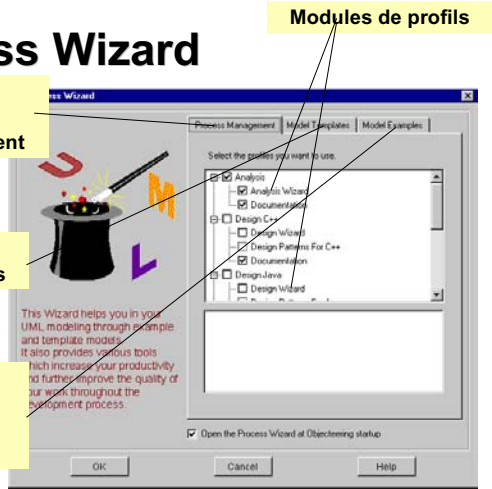 Modules de profils
ss Wizard
ess Wizard
ent
s
Process Management
Model Templates
Model Examples
Select the profiles you want to use.
Analysis
Analysis Wizard
Documentation
Design C++
Design Wizard
Design Patterns For C++
Documentation
Design Java
Design Wizard
U
M
L
This Wizard helps you in your
UML modeling through example
and template models.
It also provides various tools
which increase your productivity
and further improve the quality of
your work throughout the
development process.
Open the Process Wizard at Objecteering startup
OK
Cancel
Help